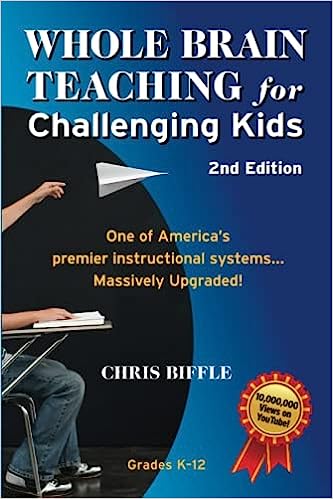 WHOLE BRAIN
TEACHING for
Challenging Kids
2nd Edition
One of America's
premier instructional systems...
Massively Upgraded!
CHRIS BIFFLE
10,000,000
Views on
YouTube!
Grades K-12